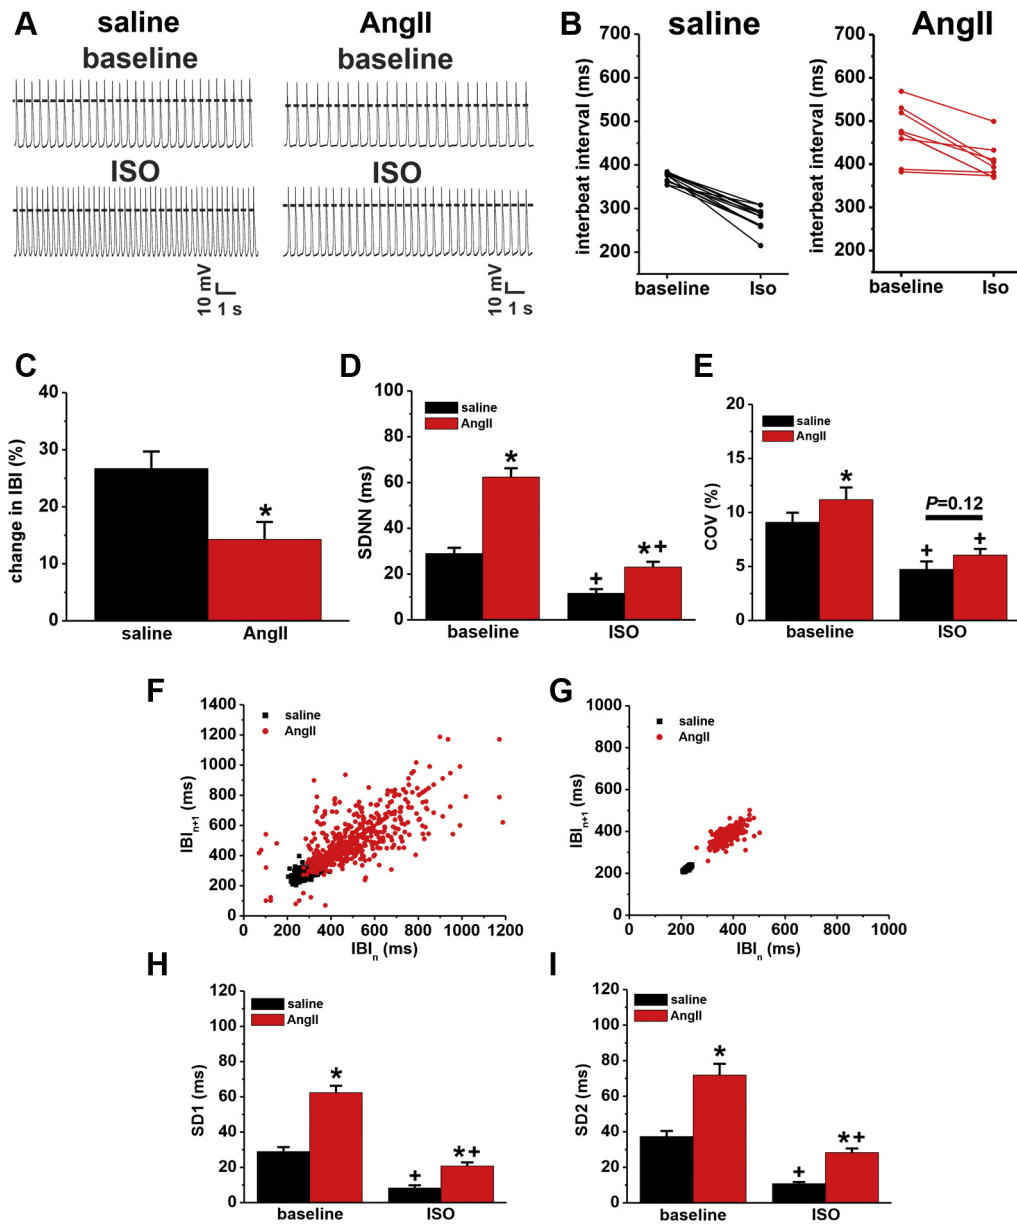 A
saline
baseline
ISO
10 mV
1 s
AngII
baseline
ISO
10 mV
1 s
B
saline
700
600
500
400
300
200
interbeat interval (ms)
baseline
Iso
AngII
700
600
500
400
300
200
interbeat interval (ms)
baseline
Iso
C
40
30
20
10
0
change in IBI (%)
*
saline
AngII
D
100
80
60
40
20
0
SDNN (ms)
saline
AngII
*
+
*+
baseline
ISO
E
20
15
10
5
0
COV (%)
saline
AngII
*
P=0.12
+
+
baseline
ISO
F
1400
1200
1000
800
600
400
200
0
IBIn+1 (ms)
saline
AngII
0 200 400 600 800 1000 1200
IBIn (ms)
G
1000
800
600
400
200
0
IBIn+1 (ms)
saline
AngII
0 200 400 600 800 1000
IBIn (ms)
H
120
100
80
60
40
20
0
SD1 (ms)
saline
AngII
*
+
*+
baseline
ISO
I
120
100
80
60
40
20
0
SD2 (ms)
saline
AngII
*
+
*+
baseline
ISO